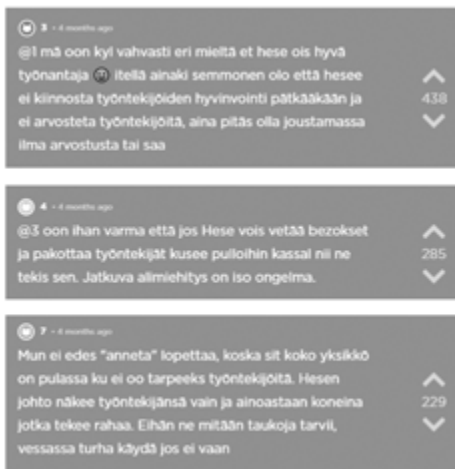 3 • 4 months ago
@1 mä oon kyl vahvasti eri mieltä et hese ois hyvä
työnantaja itellä ainaki semmonen olo että hesee
ei kiinnosta työntekijöiden hyvinvointi pätkääkään ja
ei arvosteta työntekijöitä, aina pitäs olla joustamassa
ilma arvostusta tai saa
438
4 • 4 months ago
@3 oon ihan varma että jos Hese vois vetää bezokset
ja pakottaa työntekijät kusee pulloihin kassal nii ne
tekis sen. Jatkuva alimiehitys on iso ongelma.
285
7 • 4 months ago
Mun ei edes "anneta" lopettaa, koska sit koko yksikkö
on pulassa ku ei oo tarpeeks työntekijöitä. Hesen
johto näkee työntekijänsä vain ja ainoastaan koneina
jotka tekee rahaa. Eihän ne mitään taukoja tarvii,
vessassa turha käydä jos ei vaan
229